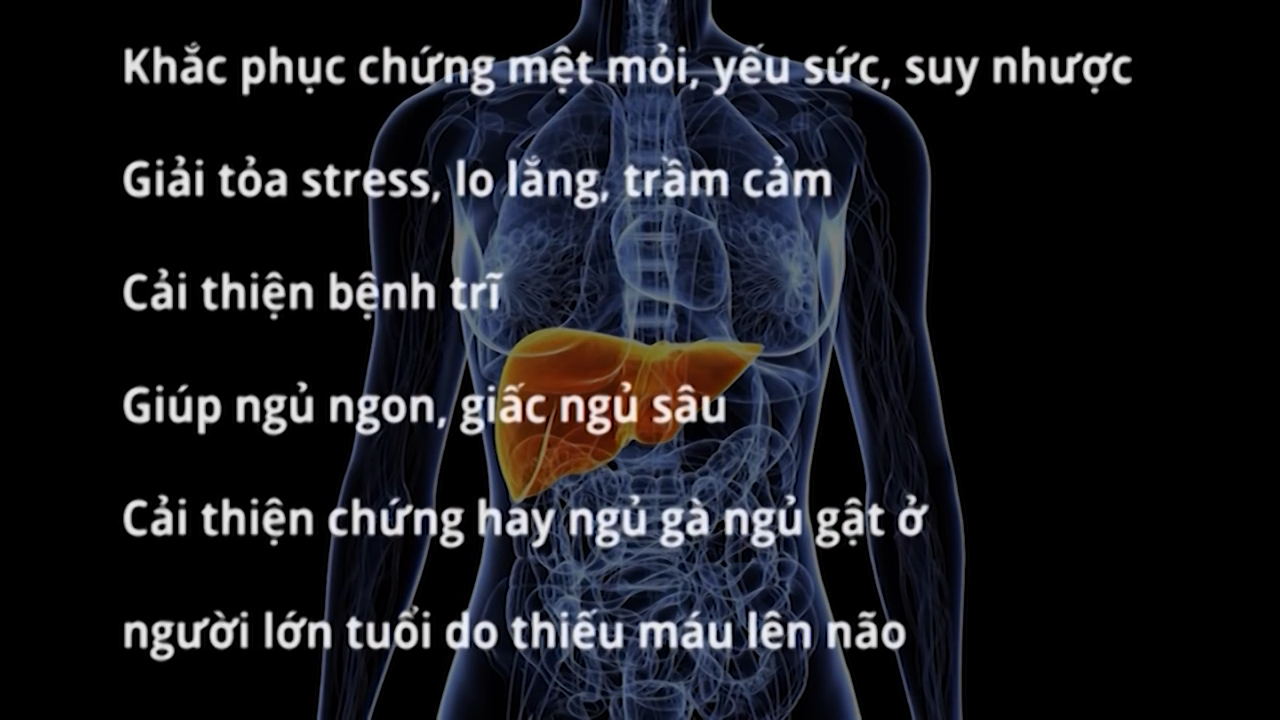 Khắc phục chứng mệt mỏi, yếu sức, suy nhược
Giải tỏa stress, lo lắng, trầm cảm
Cải thiện bệnh trĩ
Giúp ngủ ngon, giấc ngủ sâu
Cải thiện chứng hay ngủ gà ngủ gật ở
người lớn tuổi do thiếu máu lên não